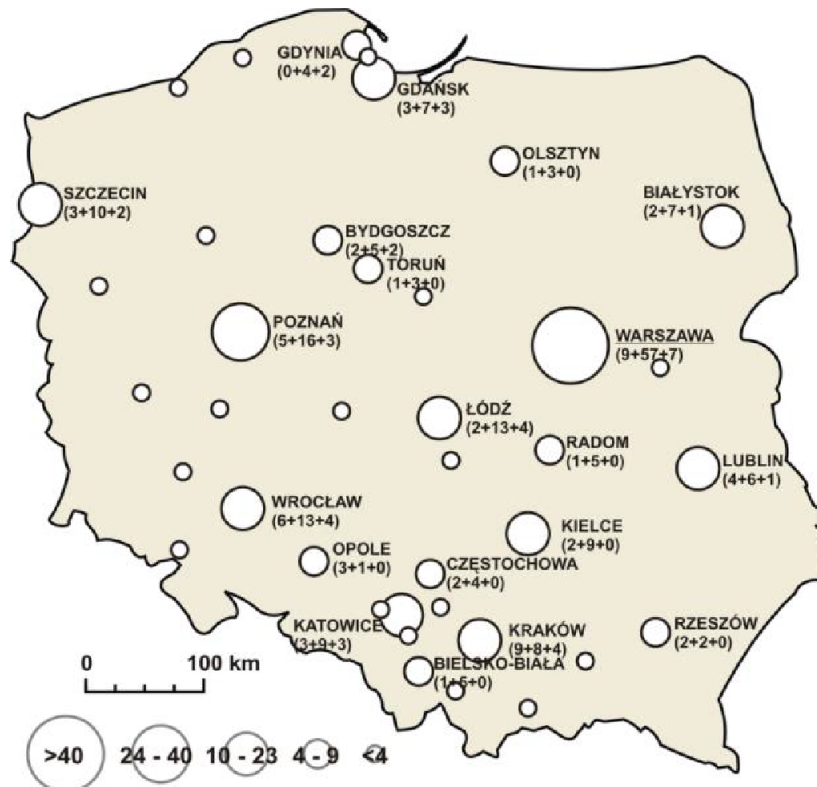 GDYNIA
(0+4+2)
GDAŃSK
(3+7+3)
OLSZTYN
(1+3+0)
SZCZECIN
(3+10+2)
BIAŁYSTOK
(2+7+1)
BYDGOSZCZ
(2+5+2)
TORUŃ
(1+3+0)
POZNAŃ
(5+16+3)
WARSZAWA
(9+57+7)
ŁÓDŹ
(2+13+4)
RADOM
(1+5+0)
LUBLIN
(4+6+1)
WROCŁAW
(6+13+4)
KIELCE
(2+9+0)
OPOLE
(3+1+0)
CZĘSTOCHOWA
(2+4+0)
KATOWICE
(3+9+3)
KRAKÓW
(9+8+4)
RZESZÓW
(2+2+0)
BIELSKO-BIAŁA
(1+6+0)
0 100 km
>40 24 - 40 10 - 23 4 - 9 <4